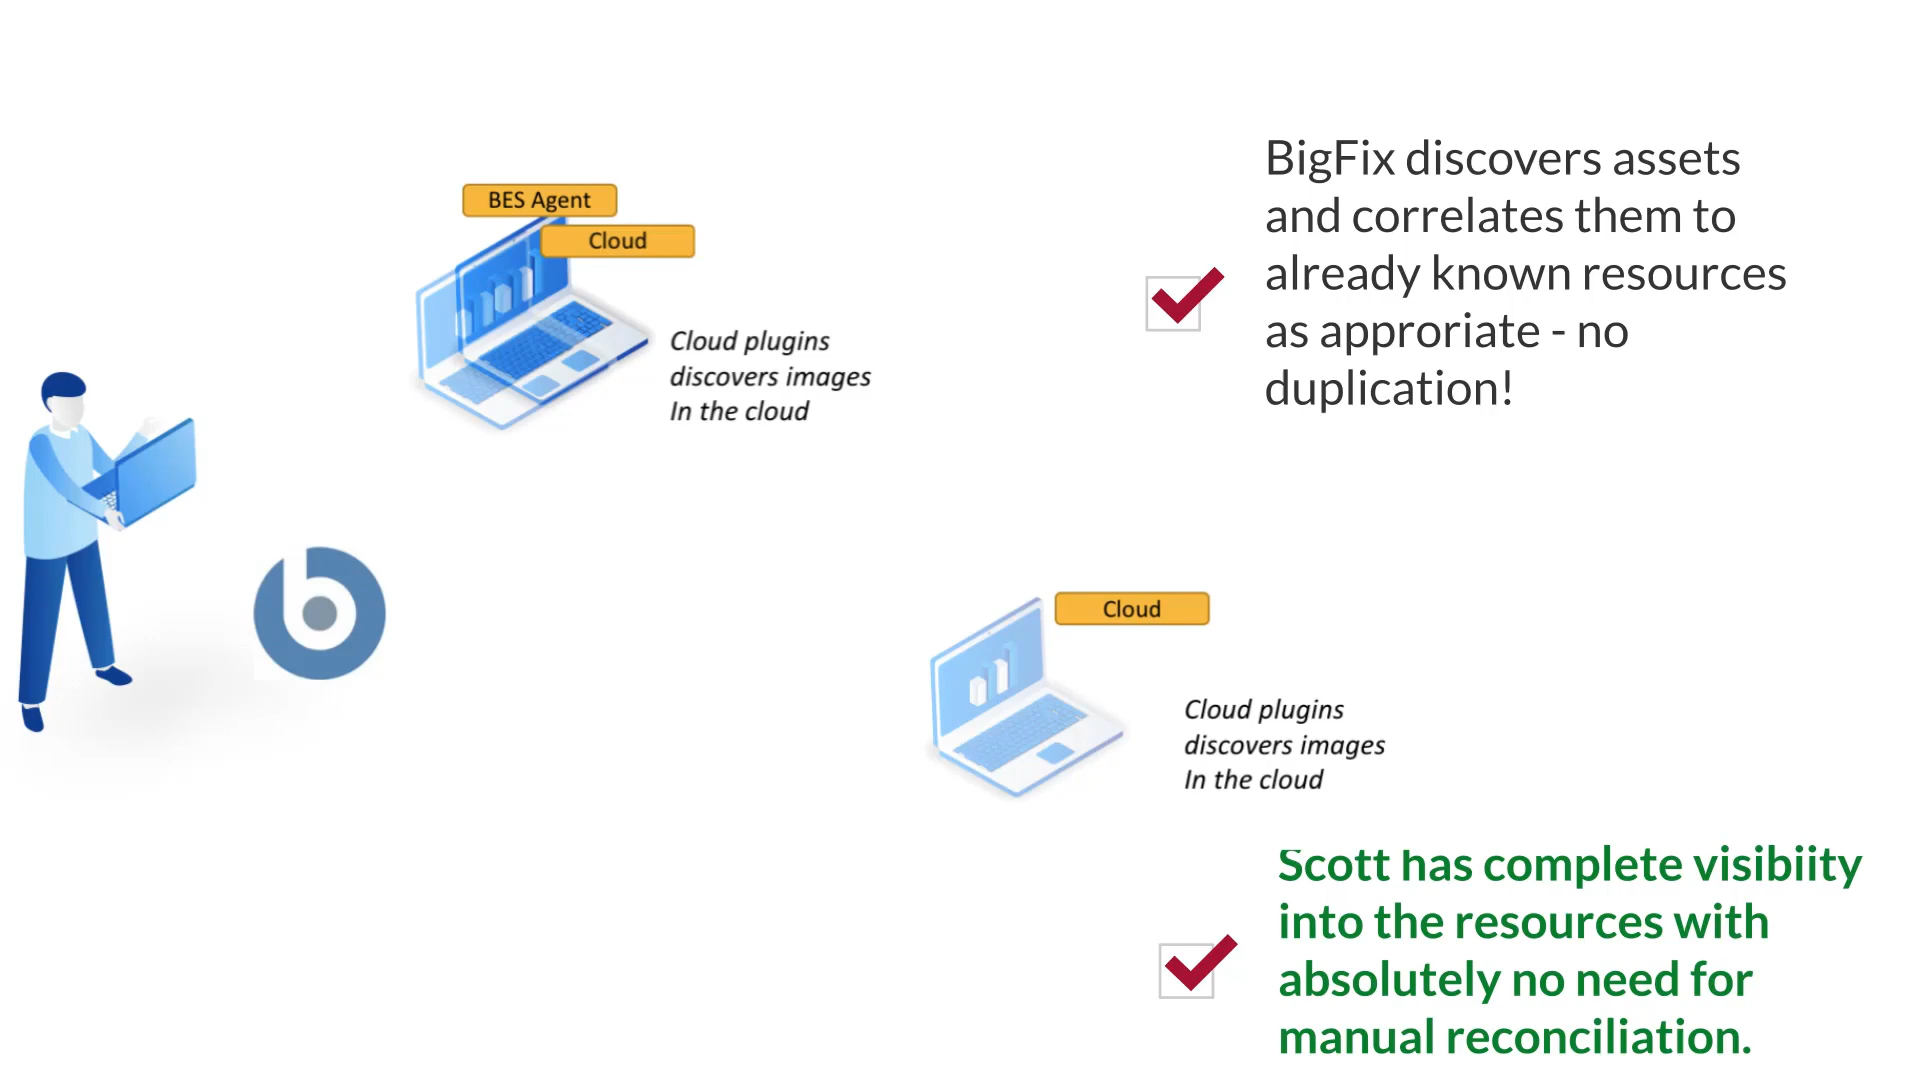 BES Agent
Cloud
Cloud plugins
discovers images
In the cloud
BigFix discovers assets
and correlates them to
already known resources
as approriate - no
duplication!
Cloud
Cloud plugins
discovers images
In the cloud
Scott has complete visibiity
into the resources with
absolutely no need for
manual reconciliation.